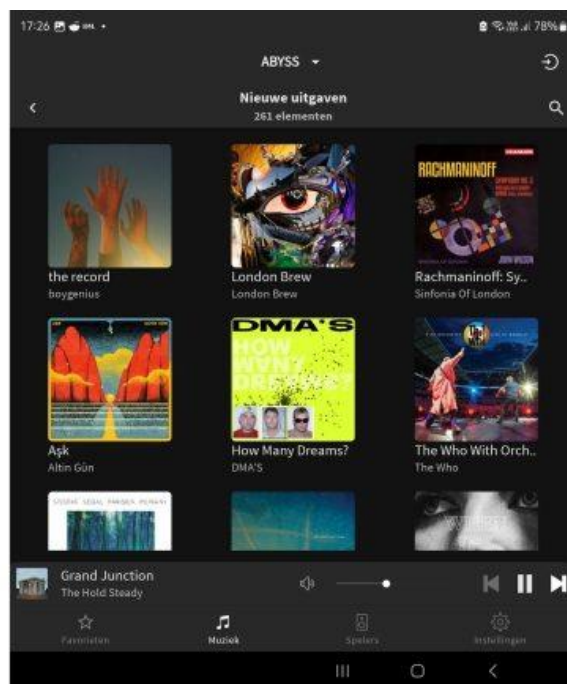 17:26
78%
ABYSS
Nieuwe uitgaven
261 elementen
RACHMANINOFF
JOHN WILSON
the record
boygenius
London Brew
London Brew
Rachmaninoff: Sy..
Sinfonia Of London
DMA'S
HOW
MANY
DREAMS?
Aşk
Altin Gün
How Many Dreams?
DMA'S
The Who With Orch..
The Who
Grand Junction
The Hold Steady
Favorieten
Muziek
Spelers
Instellingen